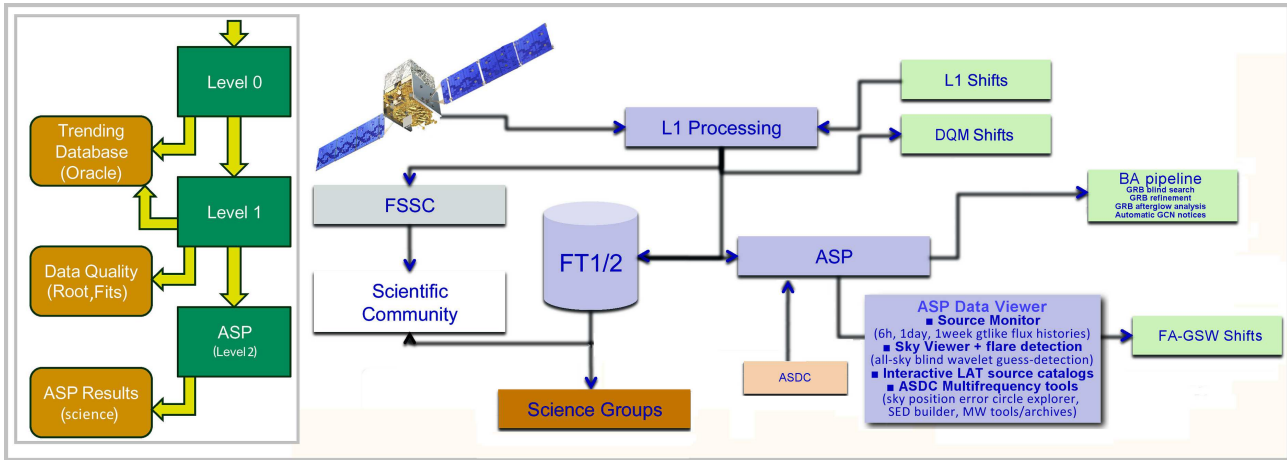 Level 0
Trending
Database
(Oracle)
Level 1
Data Quality
(Root,Fits)
ASP
(Level 2)
ASP Results
(science)
L1 Processing
L1 Shifts
DQM Shifts
FSSC
Scientific
Community
FT1/2
Science Groups
ASP
ASDC
BA pipeline
GRB blind search
GRB refinement
GRB afterglow analysis
Automatic GCN notices
ASP Data Viewer
■ Source Monitor
(6h, 1day, 1week gtlike flux histories)
■ Sky Viewer + flare detection
(all-sky blind wavelet guess-detection)
■ Interactive LAT source catalogs
■ ASDC Multifrequency tools
(sky position error circle explorer,
SED builder, MW tools/archives)
FA-GSW Shifts